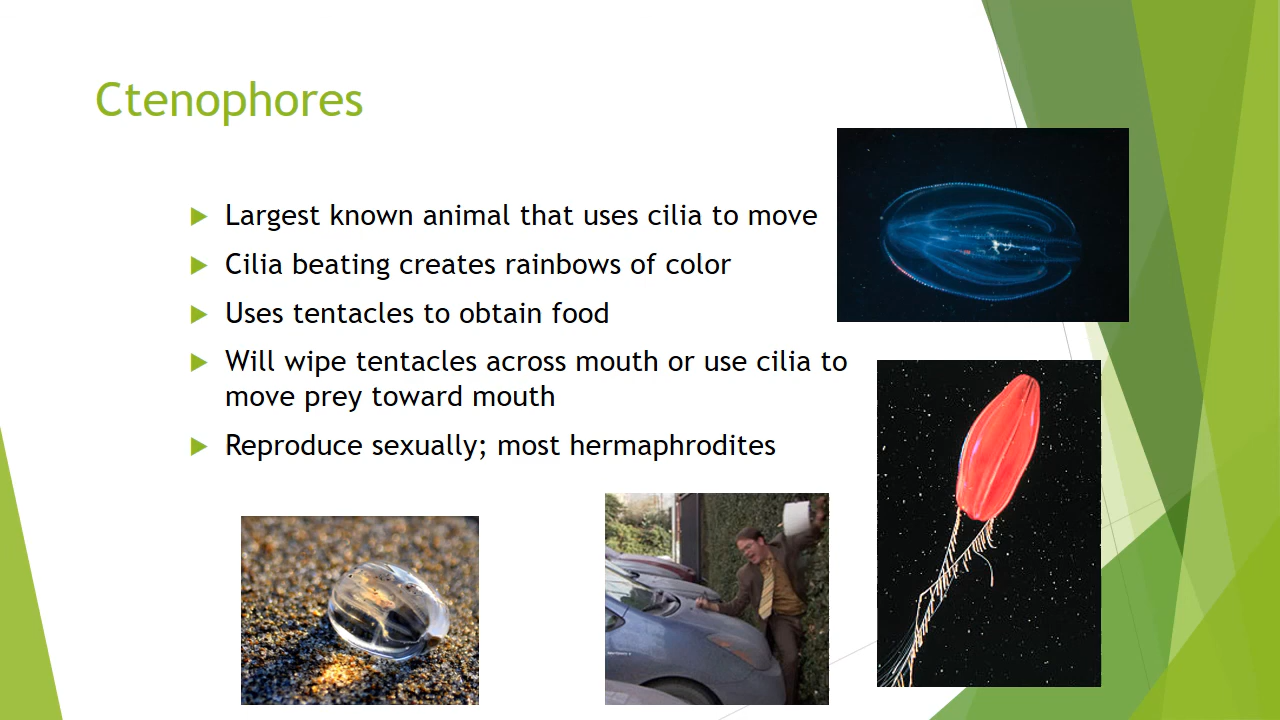 Ctenophores
Largest known animal that uses cilia to move
Cilia beating creates rainbows of color
Uses tentacles to obtain food
Will wipe tentacles across mouth or use cilia to
move prey toward mouth
Reproduce sexually; most hermaphrodites